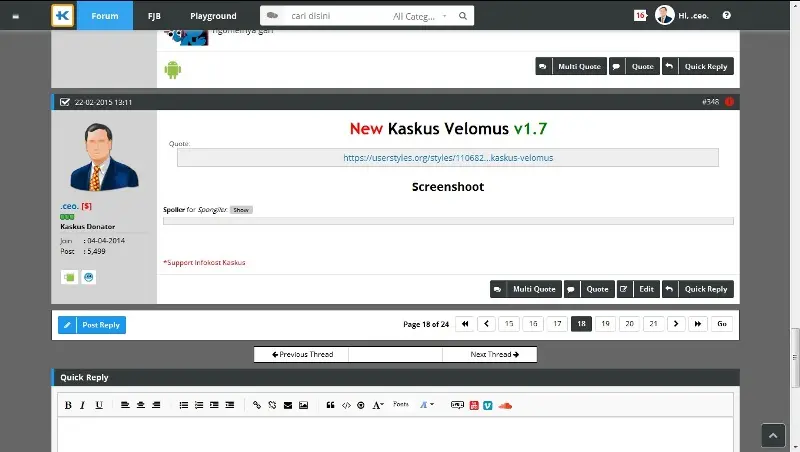 Forum FJB Playground cari disini All Categ... 16 Hi, .ceo.
ngomelnya gan
Multi Quote Quote Quick Reply
22-02-2015 13:11 #348
New Kaskus Velomus v1.7
Quote:
https://userstyles.org/styles/110682...kaskus-velomus
Screenshoot
.ceo. [$]
Kaskus Donator
Join : 04-04-2014
Post : 5,499
Spoiler for Spongiler: Show
*Support Infokost Kaskus
Multi Quote Quote Edit Quick Reply
Post Reply Page 18 of 24 15 16 17 18 19 20 21 Go
Previous Thread Next Thread
Quick Reply
B I U A Fonts A